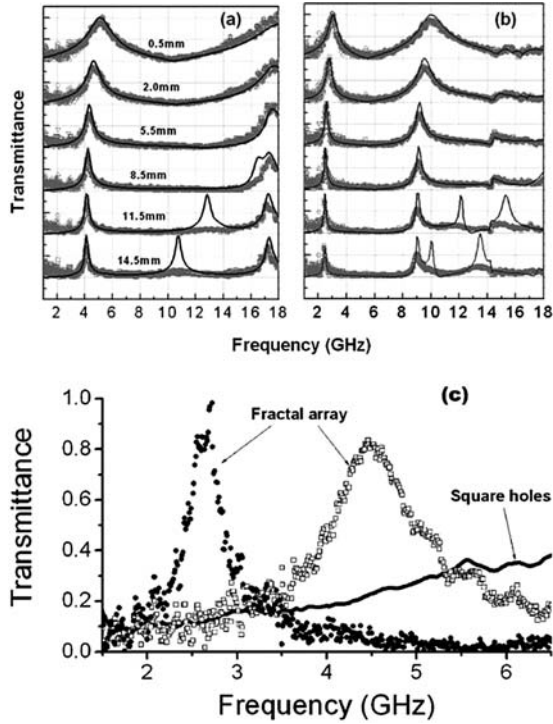 (a)
(b)
0.5mm
2.0mm
5.5mm
8.5mm
11.5mm
14.5mm
Transmittance
2 4 6 8 10 12 14 16 18
2 4 6 8 10 12 14 16 18
Frequency (GHz)
(c)
Fractal array
Square holes
Transmittance
1.0
0.8
0.6
0.4
0.2
0.0
2 3 4 5 6
Frequency (GHz)